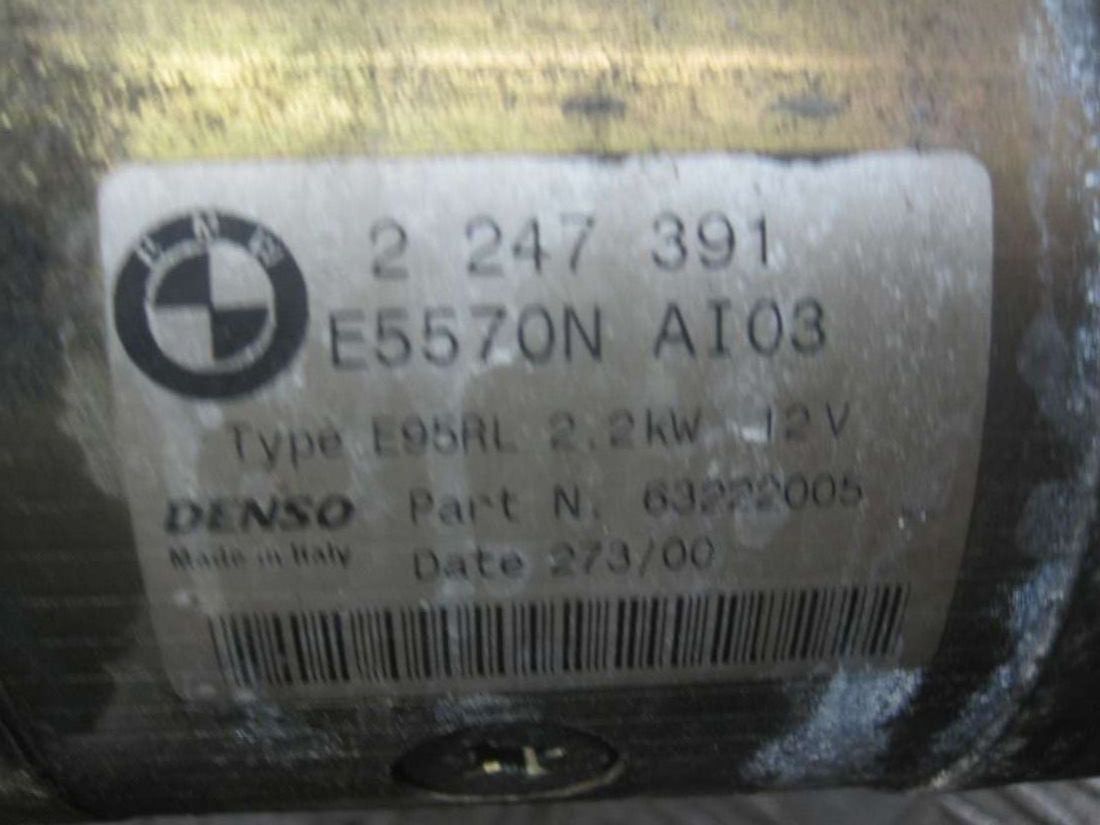 BMW
2 247 391
E5570N AI03
Type E95RL 2.2kW 12V
DENSO Part N. 63222005
Made in Italy Date 273/00